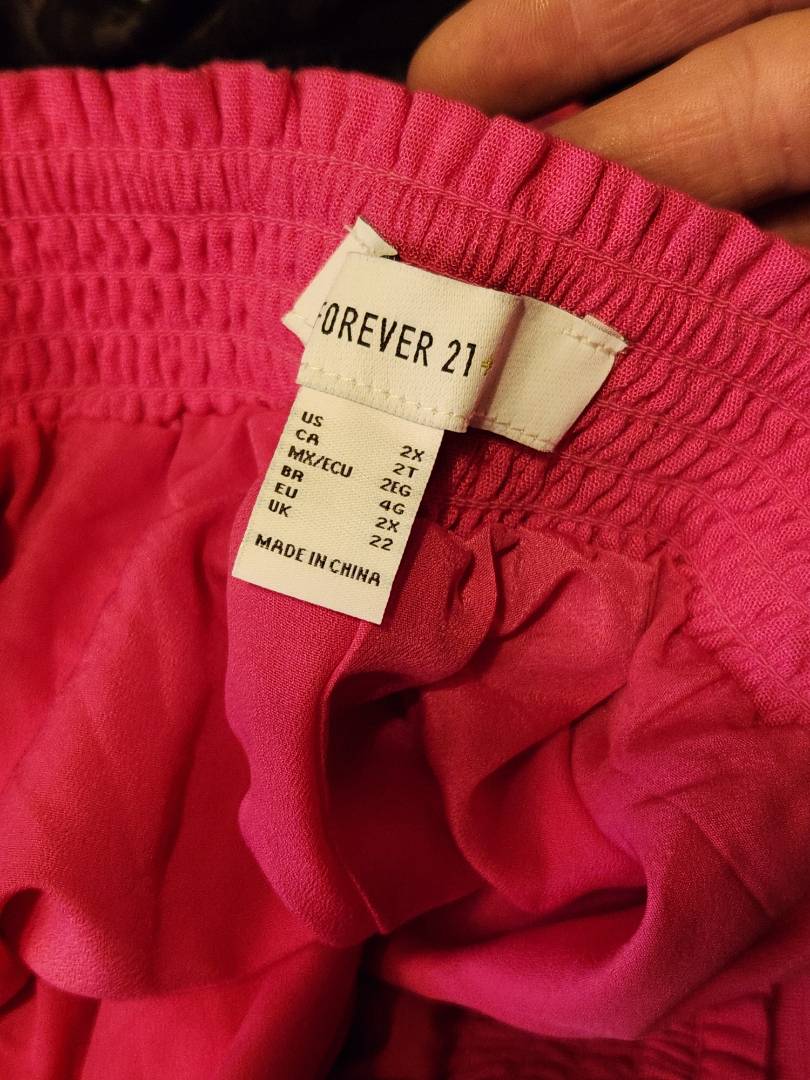 FOREVER 21+
US 2X
CA 2T
MX/ECU 2EG
BR 4G
EU 2X
UK 22
MADE IN CHINA